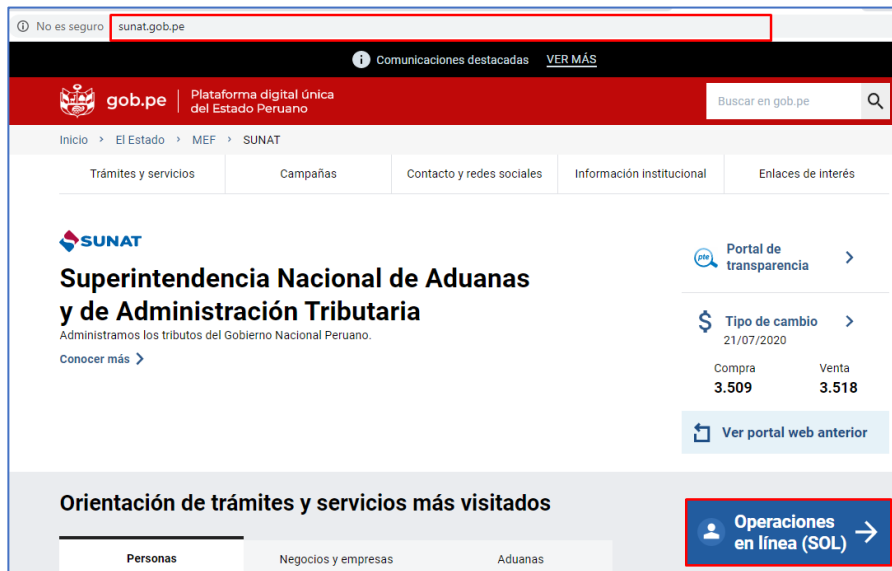 No es seguro sunat.gob.pe
Comunicaciones destacadas VER MÁS
gob.pe Plataforma digital única
del Estado Peruano
Buscar en gob.pe
Inicio > El Estado > MEF > SUNAT
Trámites y servicios Campañas Contacto y redes sociales Información institucional Enlaces de interés
SUNAT
Superintendencia Nacional de Aduanas
y de Administración Tributaria
Administramos los tributos del Gobierno Nacional Peruano.
Conocer más
pte Portal de
transparencia
Tipo de cambio
21/07/2020
Compra Venta
3.509 3.518
Ver portal web anterior
Orientación de trámites y servicios más visitados
Operaciones
en línea (SOL)
Personas Negocios y empresas Aduanas